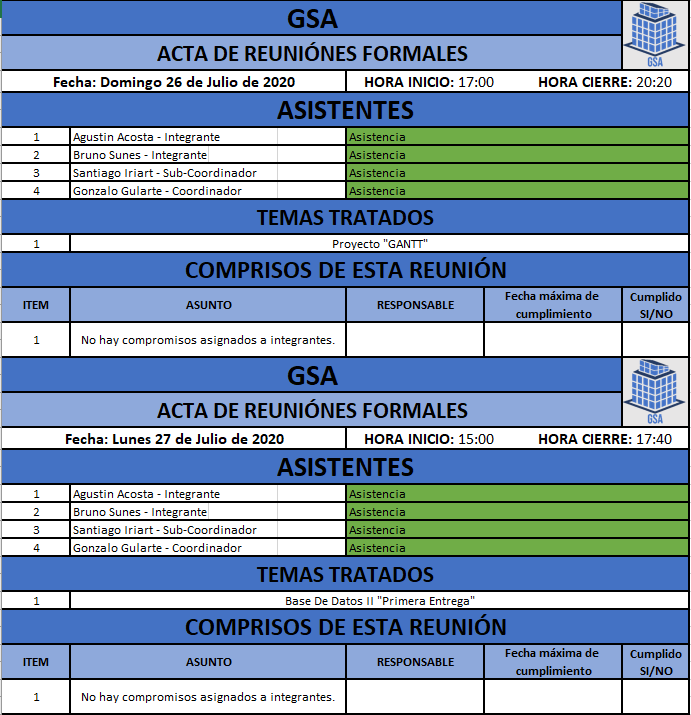 GSA
GSA
ACTA DE REUNIÓNES FORMALES
Fecha: Domingo 26 de Julio de 2020 HORA INICIO: 17:00 HORA CIERRE: 20:20
ASISTENTES
1 Agustin Acosta - Integrante Asistencia
2 Bruno Sunes - Integrante Asistencia
3 Santiago Iriart - Sub-Coordinador Asistencia
4 Gonzalo Gularte - Coordinador Asistencia
TEMAS TRATADOS
1 Proyecto "GANTT"
COMPRISOS DE ESTA REUNIÓN
ITEM ASUNTO RESPONSABLE Fecha máxima de cumplimiento Cumplido SI/NO
1 No hay compromisos asignados a integrantes.
GSA
GSA
ACTA DE REUNIÓNES FORMALES
Fecha: Lunes 27 de Julio de 2020 HORA INICIO: 15:00 HORA CIERRE: 17:40
ASISTENTES
1 Agustin Acosta - Integrante Asistencia
2 Bruno Sunes - Integrante Asistencia
3 Santiago Iriart - Sub-Coordinador Asistencia
4 Gonzalo Gularte - Coordinador Asistencia
TEMAS TRATADOS
1 Base De Datos II "Primera Entrega"
COMPRISOS DE ESTA REUNIÓN
ITEM ASUNTO RESPONSABLE Fecha máxima de cumplimiento Cumplido SI/NO
1 No hay compromisos asignados a integrantes.